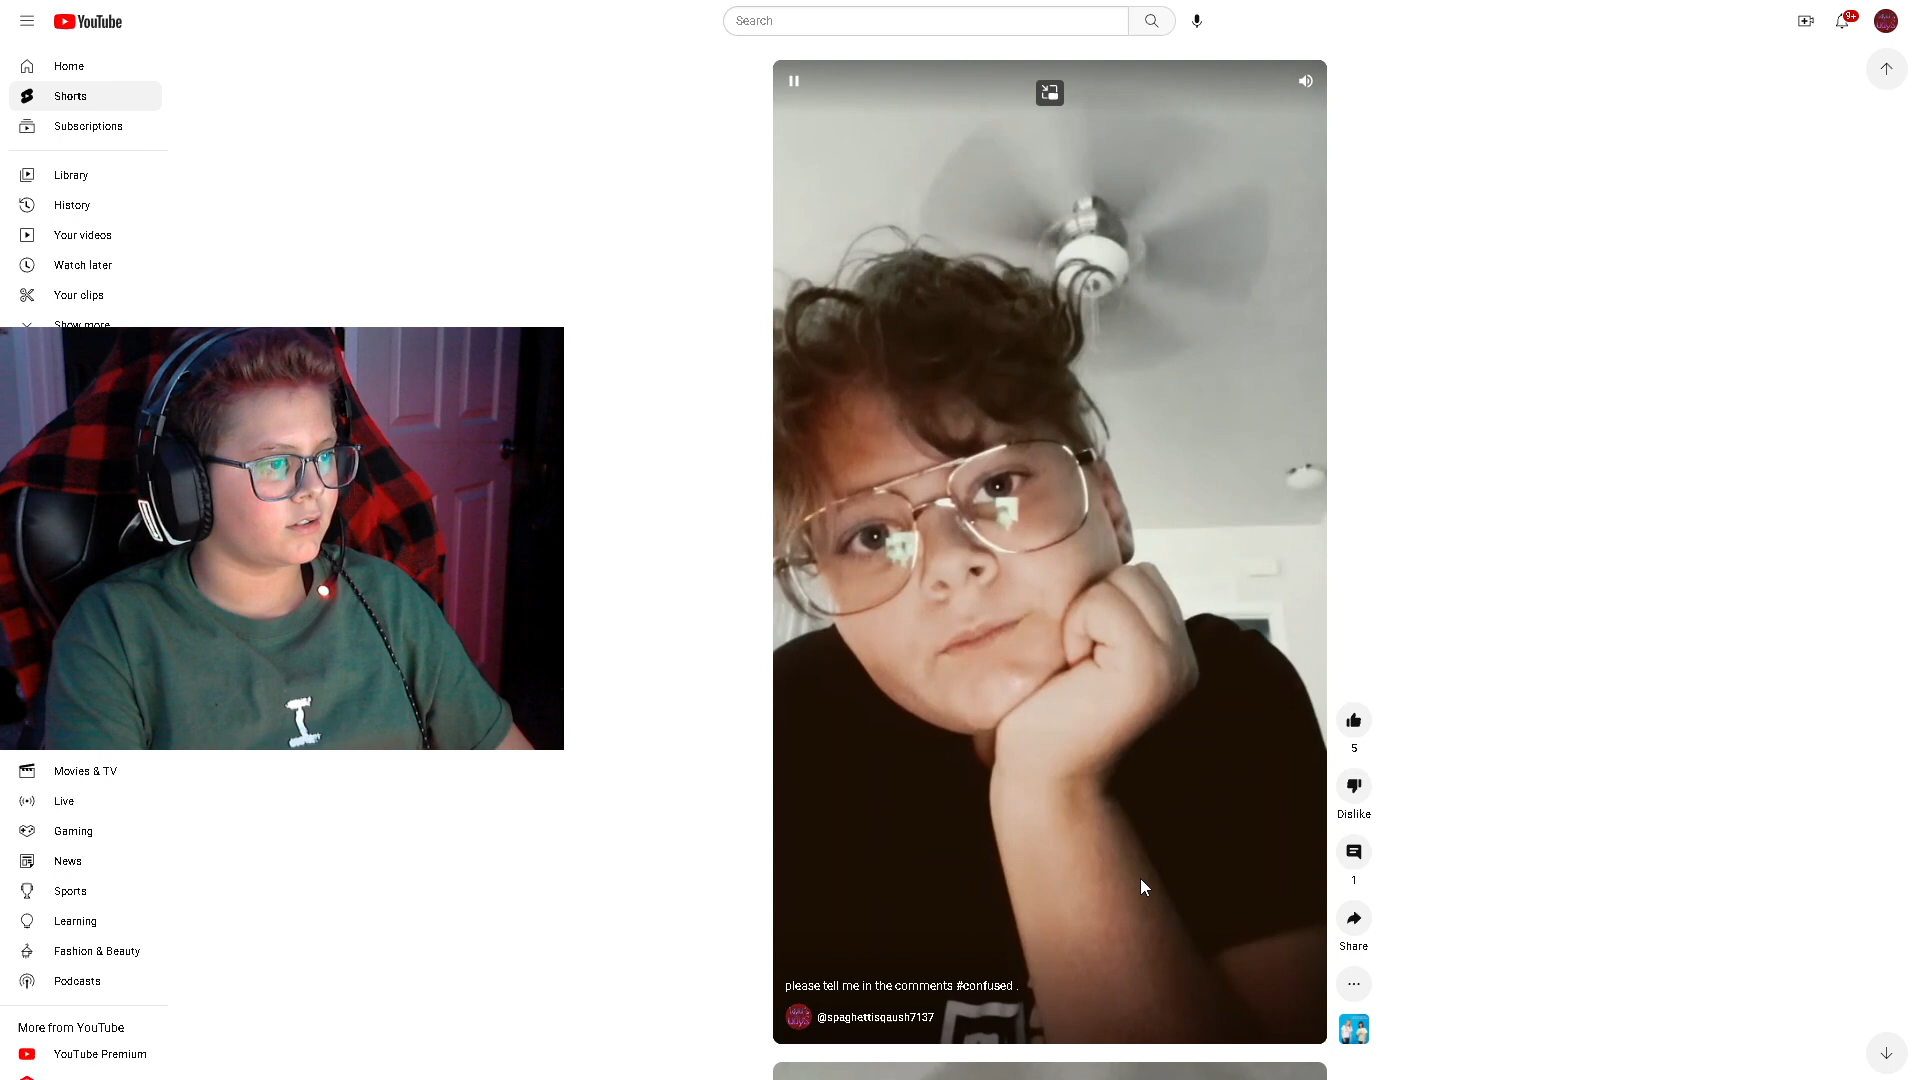 YouTube
Search
9+
Home
Shorts
Subscriptions
Library
History
Your videos
Watch later
Your clips
Show more
I
Movies & TV
Live
Gaming
News
Sports
Learning
Fashion & Beauty
Podcasts
More from YouTube
YouTube Premium
5
Dislike
1
Share
please tell me in the comments #confused .
@spaghettisqaush7137